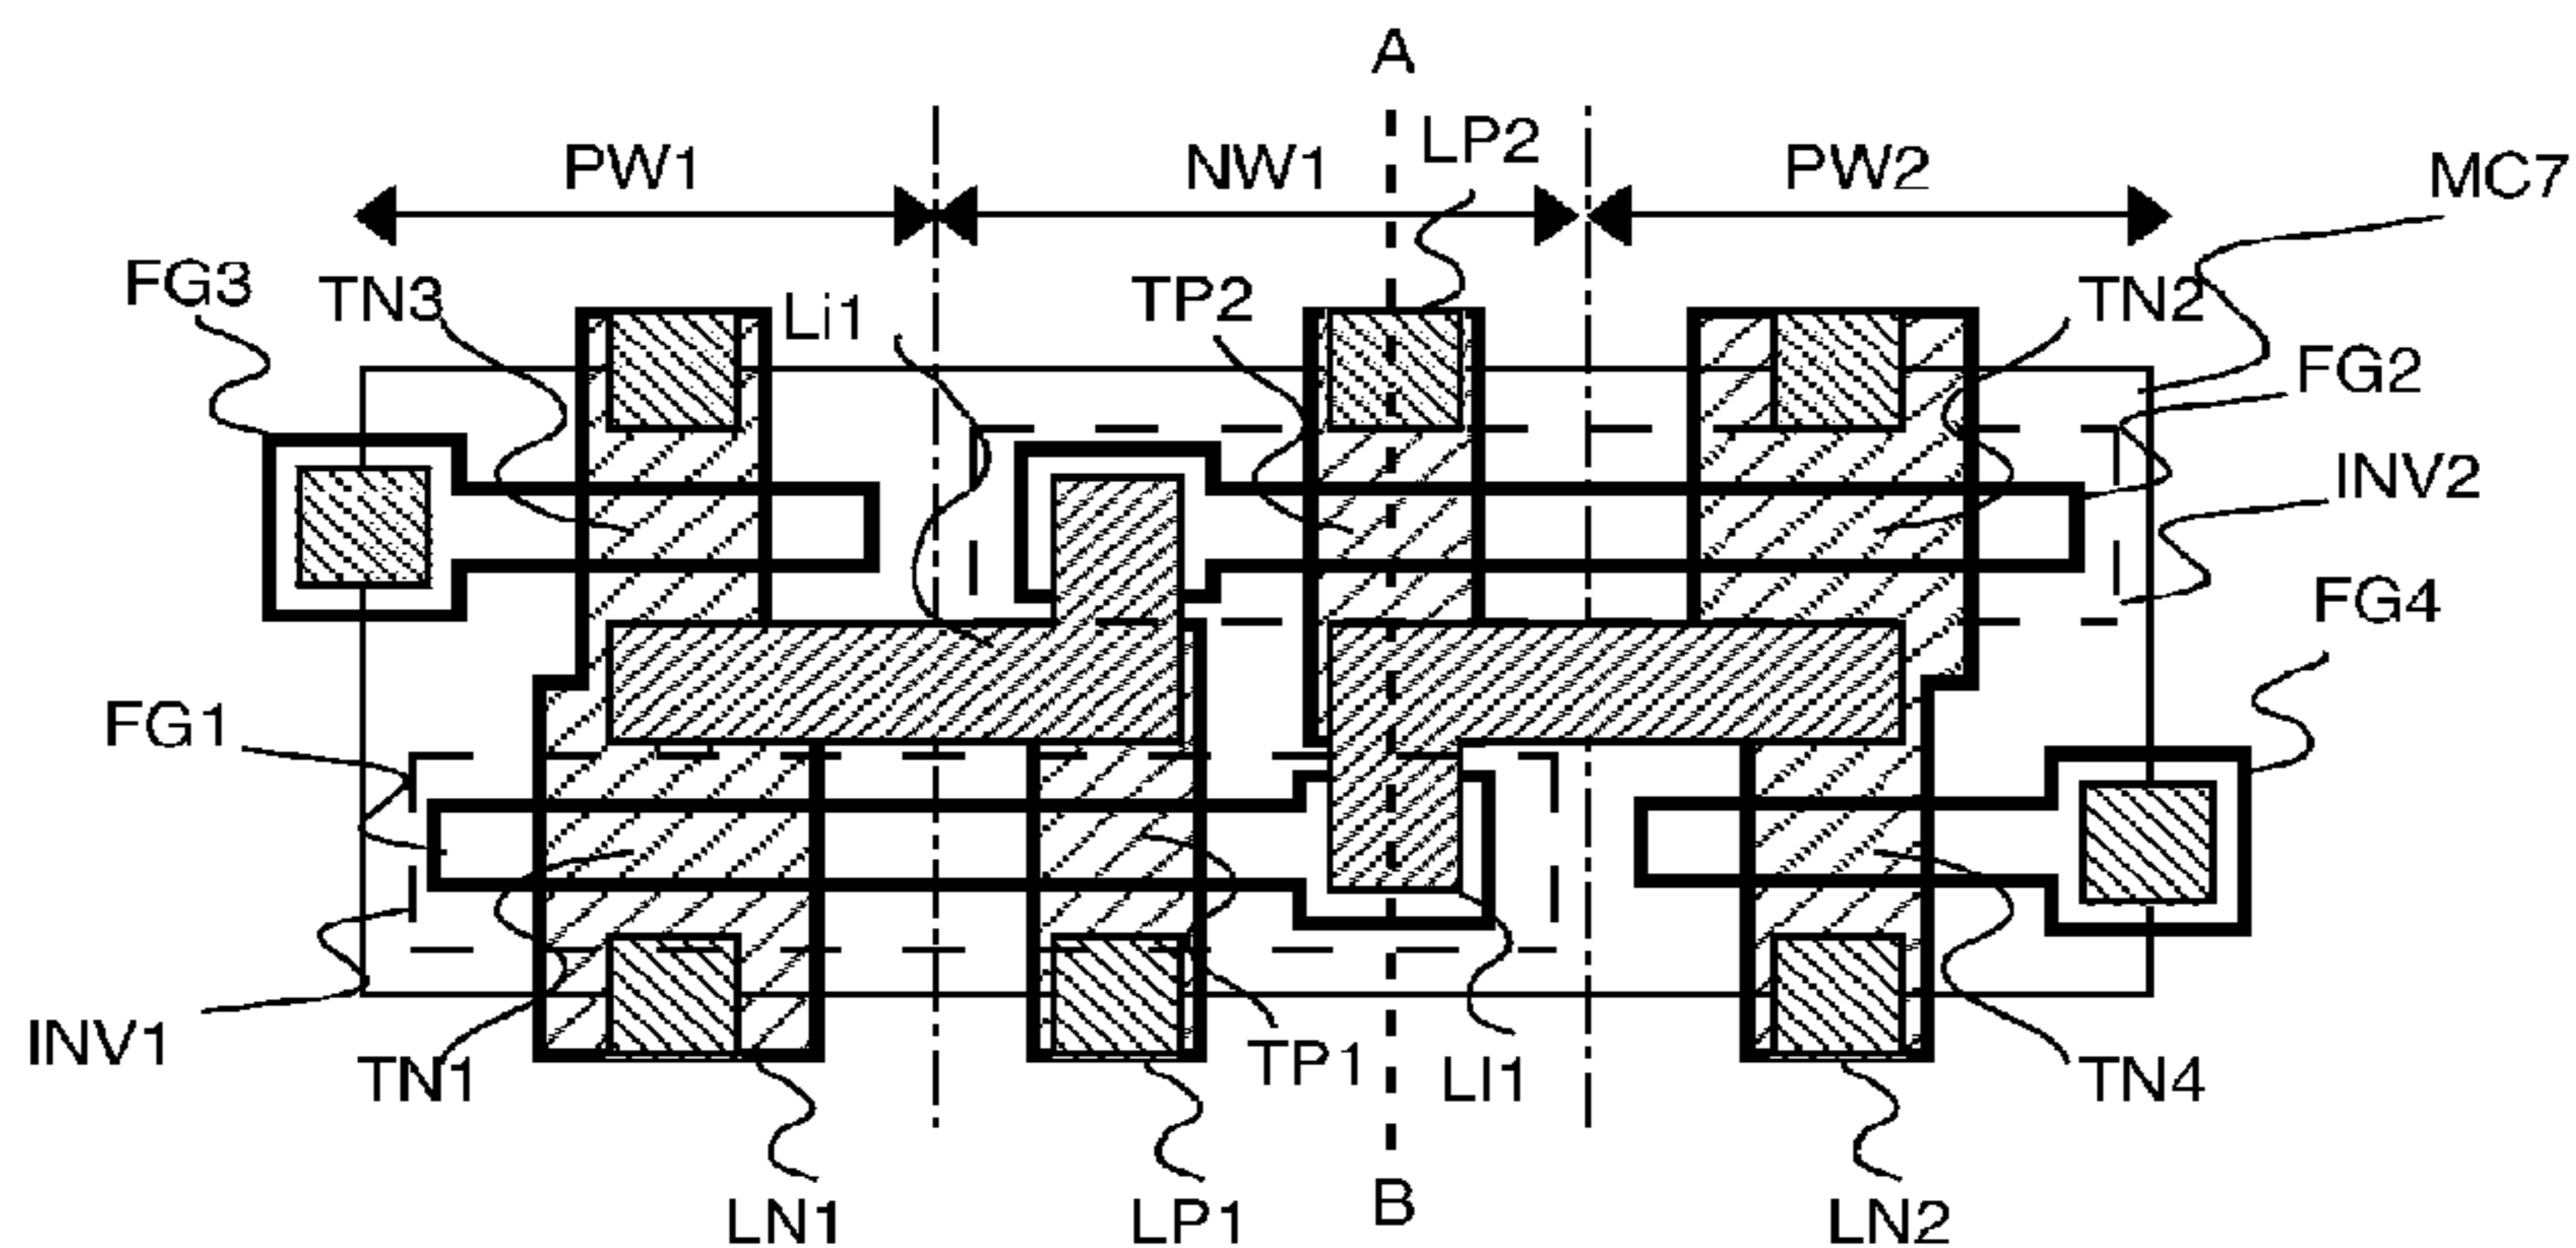 A
LP2
PW1
NW1
PW2
MC7
FG3
TN3
Li1
TP2
TN2
FG2
INV2
FG4
FG1
INV1
TN1
TP1
LI1
TN4
LN1
LP1
B
LN2